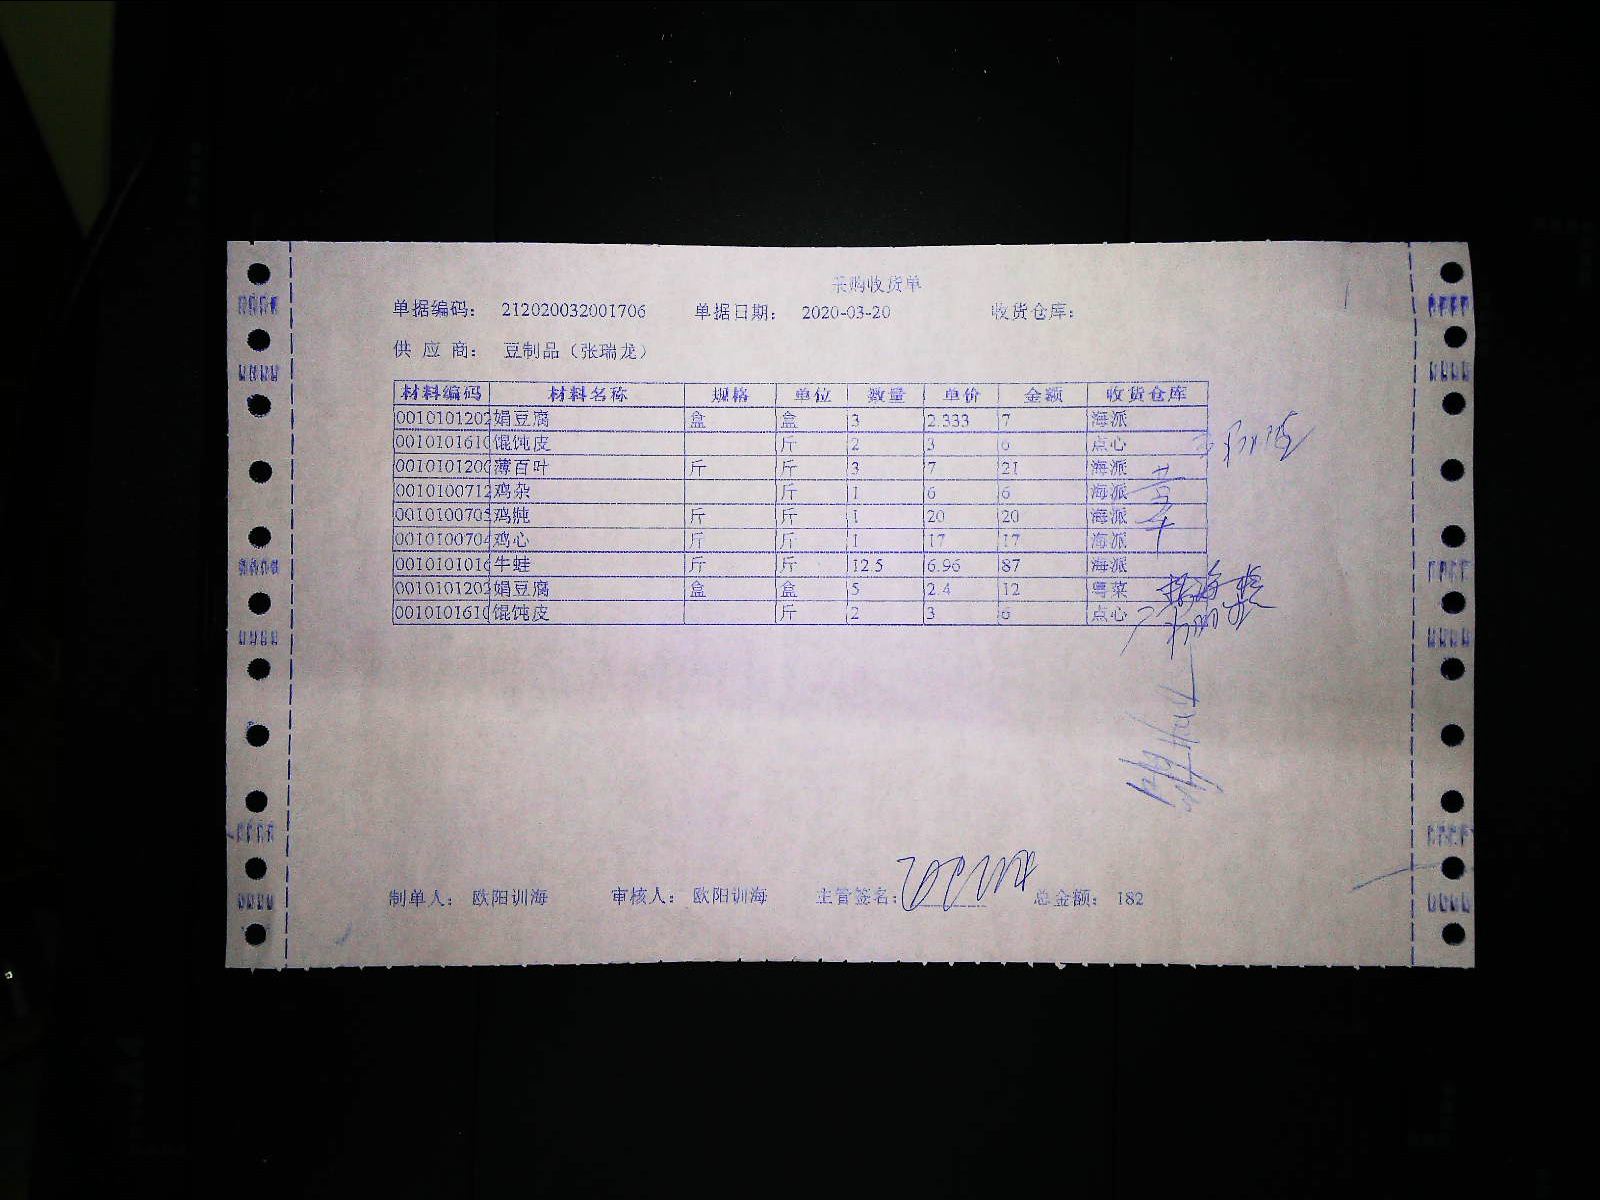 采购收货单
单据编码: 212020032001706 单据日期: 2020-03-20 收货仓库:
供 应 商: 豆制品(张瑞龙)
材料编码 材料名称 规格 单位 数量 单价 金额 收货仓库
0010101202 娟豆腐 盒 盒 3 2.333 7 海派
0010101610 馄饨皮 斤 2 3 6 点心
0010101200 薄百叶 斤 斤 3 7 21 海派
0010100712 鸡杂 斤 1 6 6 海派
001010070 鸡肫 斤 斤 1 20 20 海派
0010100704 鸡心 斤 斤 1 17 17 海派
0010101016 牛蛙 斤 斤 12.5 6.96 87 海派
0010101202 娟豆腐 盒 盒 5 2.4 12 粤菜
0010101610 馄饨皮 斤 2 3 6 点心
制单人: 欧阳训海 审核人: 欧阳训海 主管签名: 总金额: 182